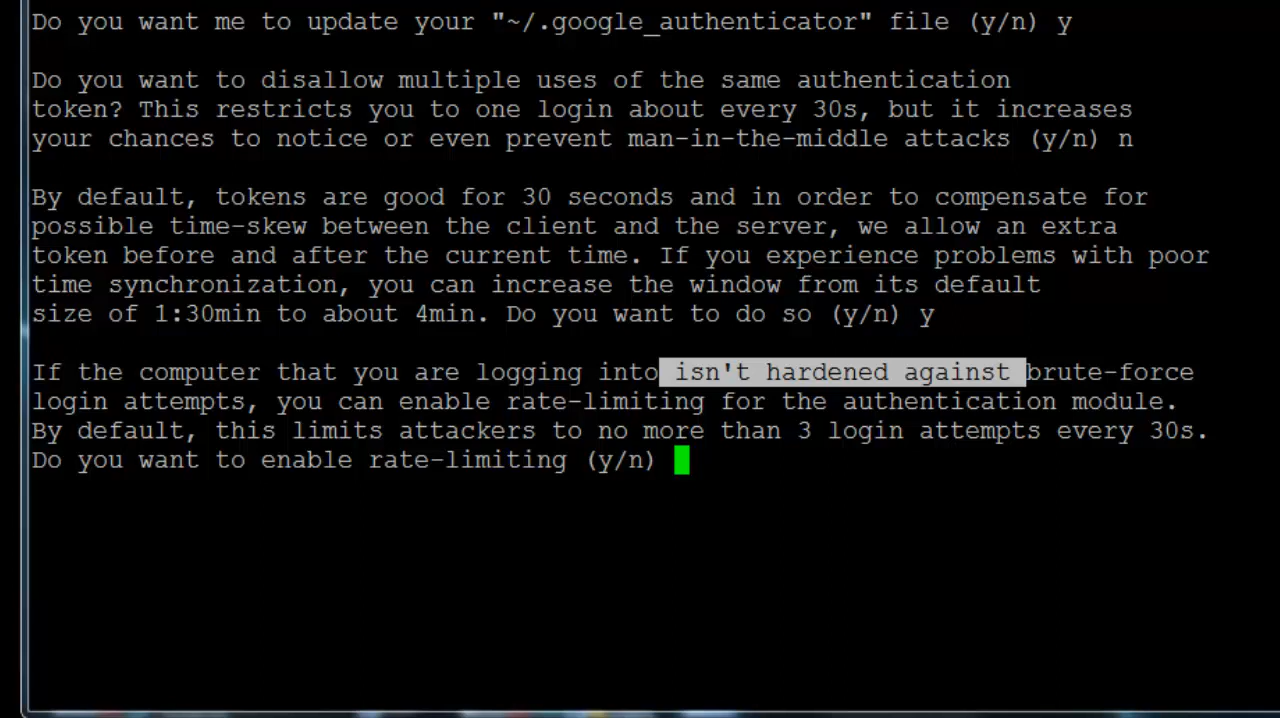 Do you want me to update your "~/.google_authenticator" file (y/n) y
Do you want to disallow multiple uses of the same authentication
token? This restricts you to one login about every 30s, but it increases
your chances to notice or even prevent man-in-the-middle attacks (y/n) n
By default, tokens are good for 30 seconds and in order to compensate for
possible time-skew between the client and the server, we allow an extra
token before and after the current time. If you experience problems with poor
time synchronization, you can increase the window from its default
size of 1:30min to about 4min. Do you want to do so (y/n) y
If the computer that you are logging into isn't hardened against brute-force
login attempts, you can enable rate-limiting for the authentication module.
By default, this limits attackers to no more than 3 login attempts every 30s.
Do you want to enable rate-limiting (y/n)